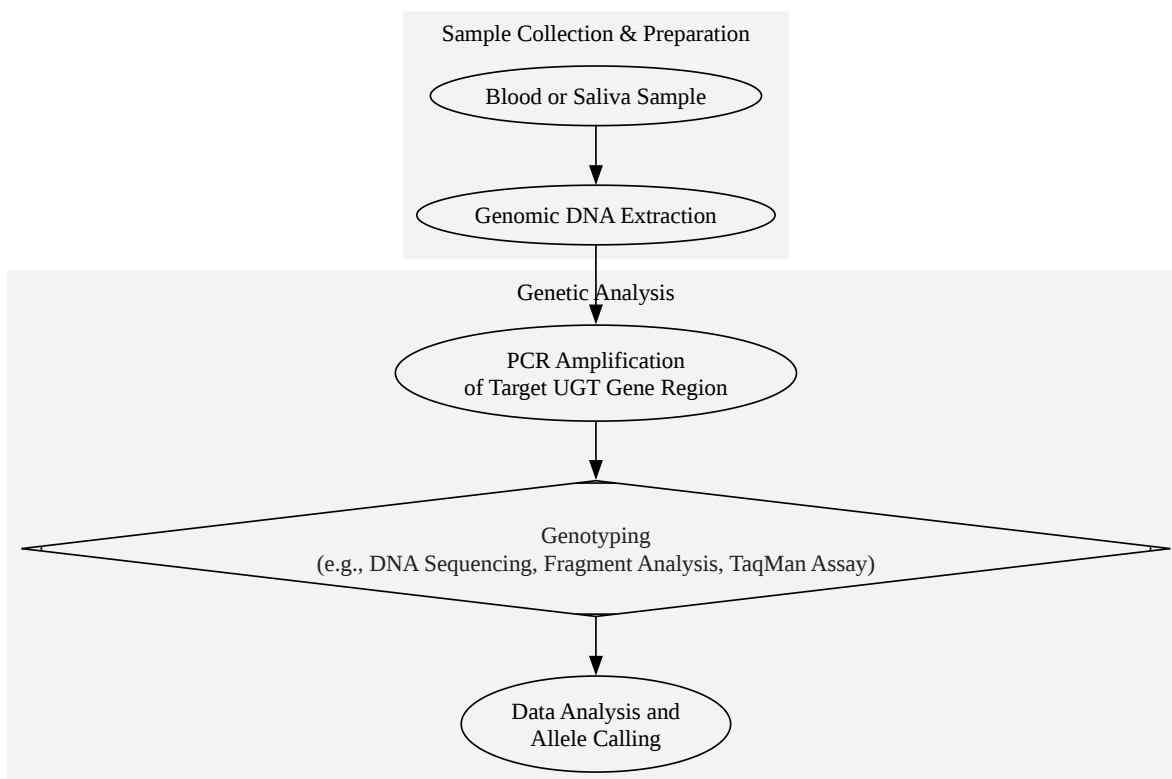 Sample Collection & Preparation
Blood or Saliva Sample
Genomic DNA Extraction
Genetic Analysis
PCR Amplification
of Target UGT Gene Region
Genotyping
(e.g., DNA Sequencing, Fragment Analysis, TaqMan Assay)
Data Analysis and
Allele Calling